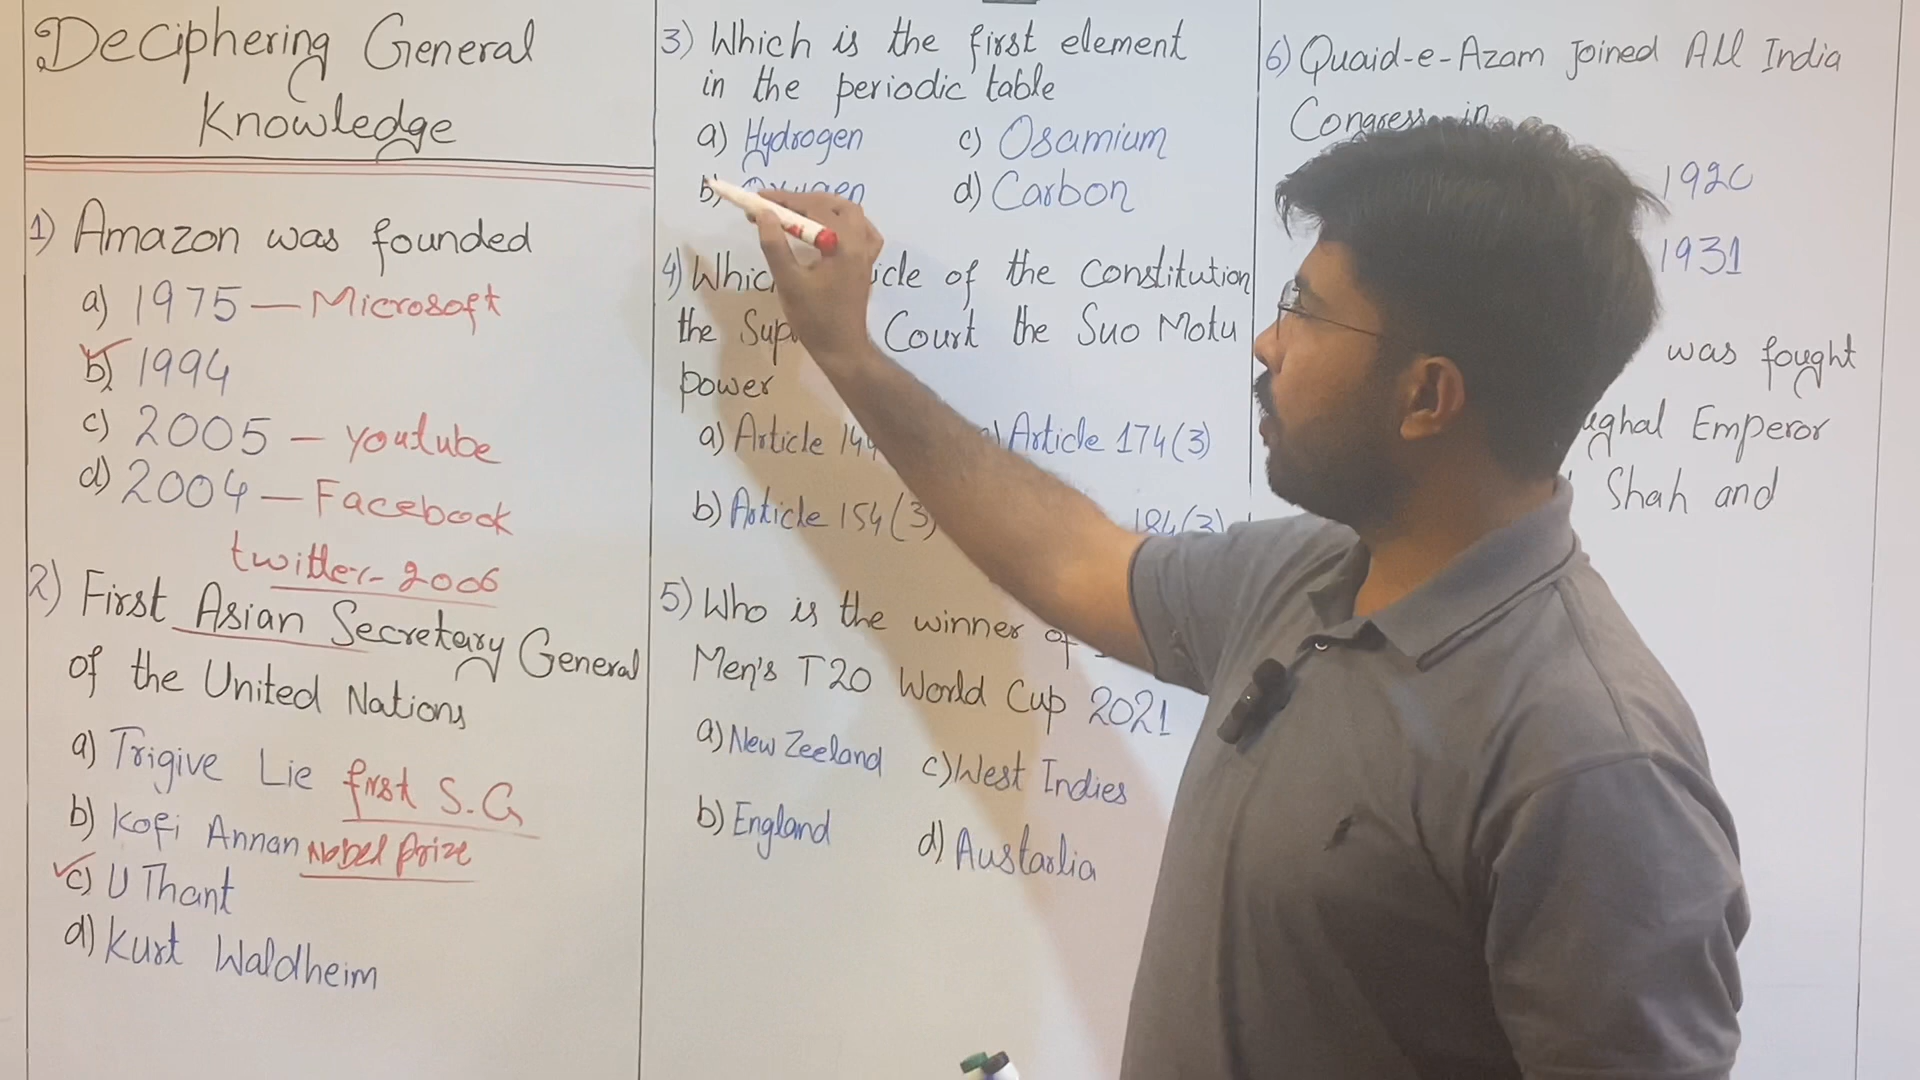 Deciphering General
Knowledge
1) Amazon was founded
a) 1975 — Microsoft
b) 1994
c) 2005 — Youtube
d) 2004 — Facebook
twitter - 2006
2) First Asian Secretary General
of the United Nations
a) Trigive Lie first S.G
b) Kofi Annan Nobel Prize
c) U Thant
d) Kurt Waldheim
3) Which is the first element
in the periodic table
a) Hydrogen c) Osamium
b) Oxygen d) Carbon
4) of the Constitution
the Court the Suo Motu
power
a) Article Article 174(3)
b) Article 154(3) 184(3)
5) Who is the winner of
Men's T20 World Cup 2021
a) New Zeeland c) West Indies
b) England d) Austarlia
6) Quaid-e-Azam Joined All India
Congress in
1920
1931
was fought
Emperor
Shah and